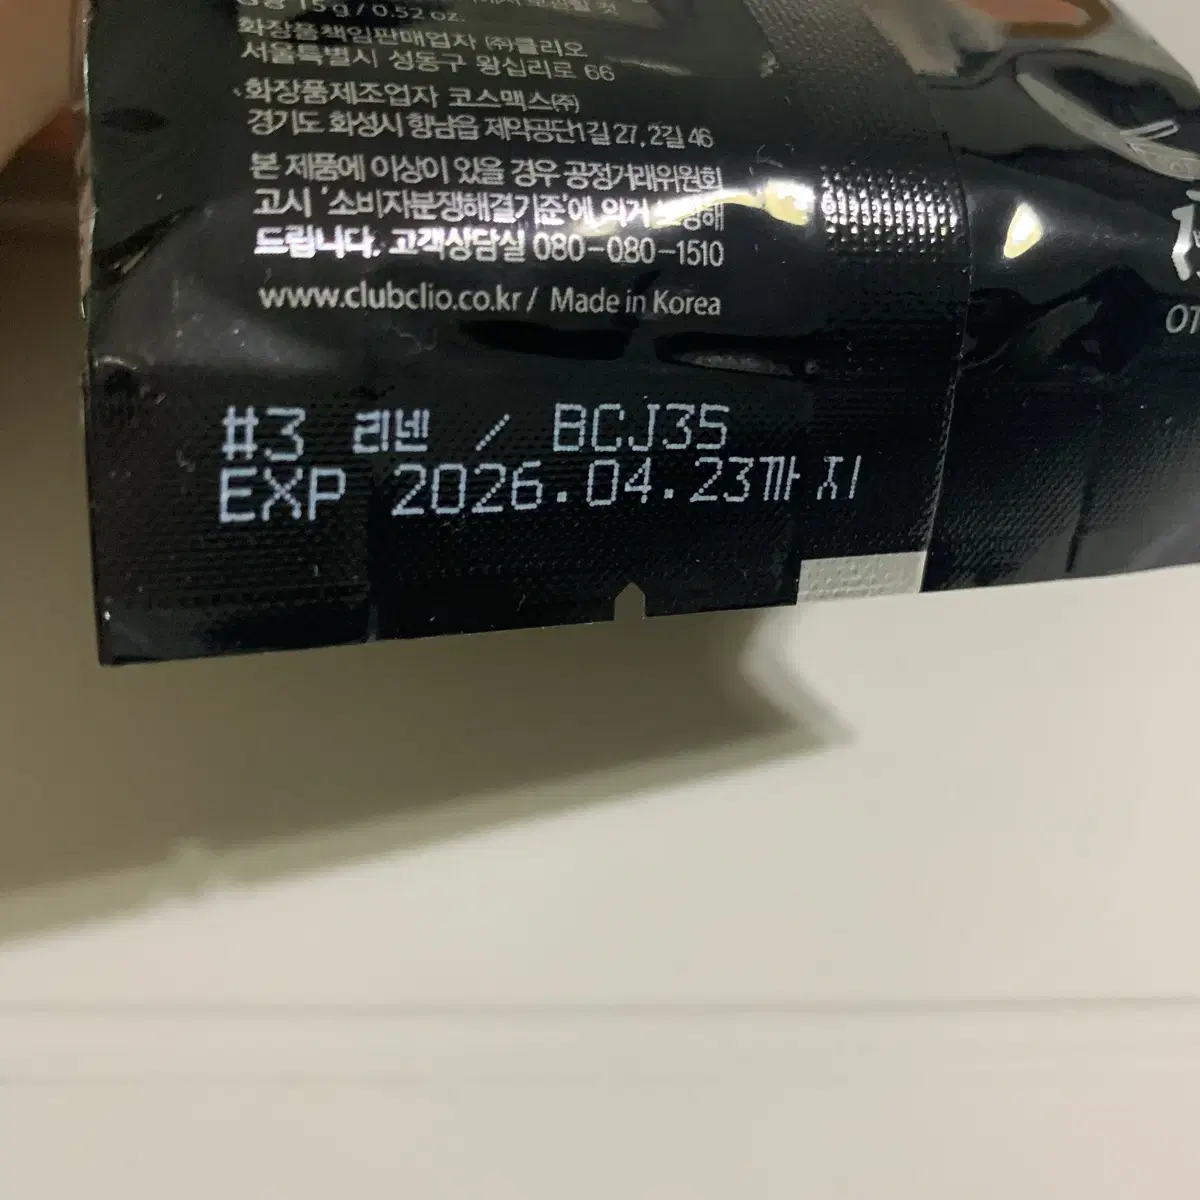 15g / 0.52 oz.
화장품책임판매업자 ㈜클리오
서울특별시 성동구 왕십리로 66
화장품제조업자 코스맥스㈜
경기도 화성시 향남읍 제약공단1길 27, 2길 46
본 제품에 이상이 있을 경우 공정거래위원회
고시 '소비자분쟁해결기준'에 의거
드립니다. 고객상담실 080-080-1510
www.clubclio.co.kr / Made in Korea
#3 리넨 / BCJ35
EXP 2026.04.23까지